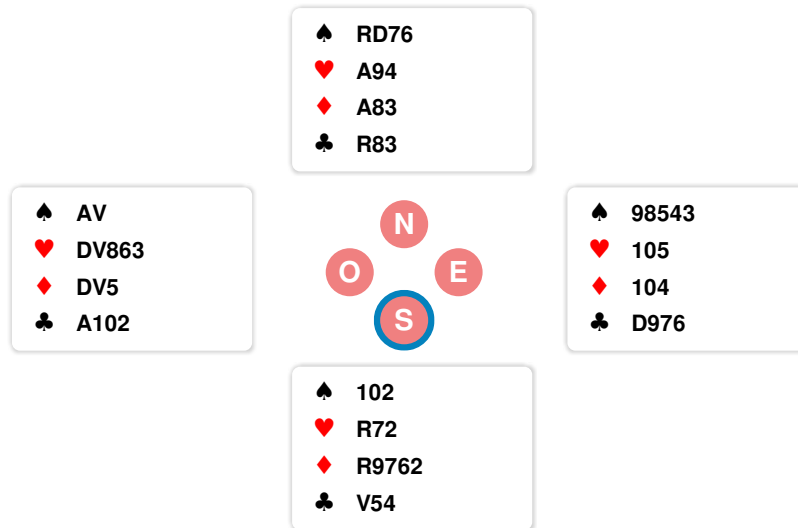 ♠ RD76
♥ A94
♦ A83
♣ R83
♠ AV
♥ DV863
♦ DV5
♣ A102
N
O E
S
♠ 98543
♥ 105
♦ 104
♣ D976
♠ 102
♥ R72
♦ R9762
♣ V54